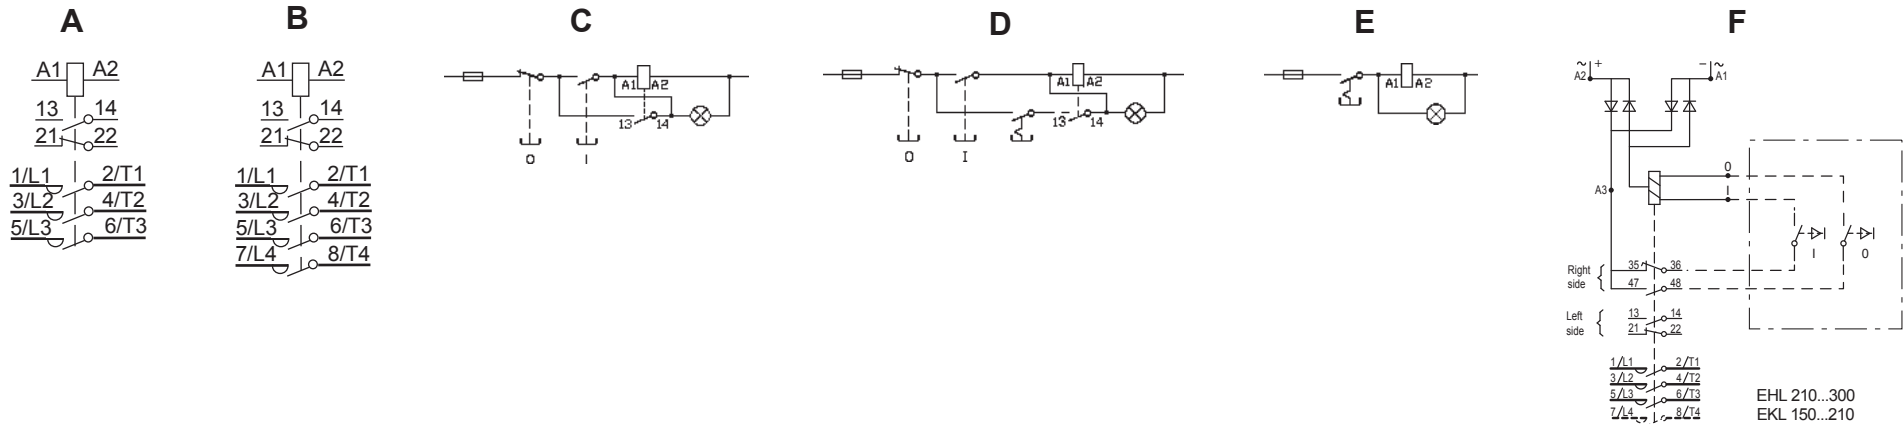 A
A1 A2
13 14
21 22
1/L1 2/T1
3/L2 4/T2
5/L3 6/T3
B
A1 A2
13 14
21 22
1/L1 2/T1
3/L2 4/T2
5/L3 6/T3
7/L4 8/T4
C
A1 A2
13 14
O I
D
A1 A2
13 14
O I
E
A1 A2
F
~ + − ~
A2 A1
0
A3 I
I 0
Right side
35 36
47 48
Left side
13 14
21 22
1/L1 2/T1
3/L2 4/T2
5/L3 6/T3
7/L4 8/T4
EHL 210...300
EKL 150...210